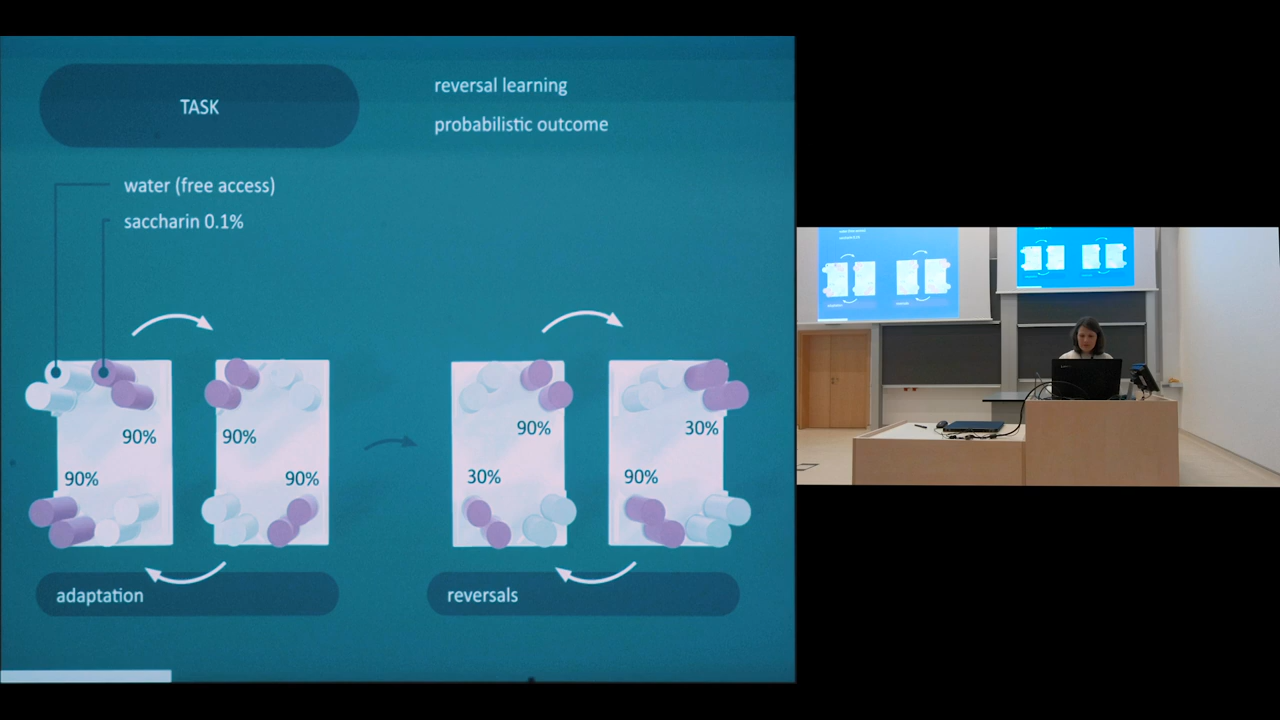 TASK
reversal learning
probabilistic outcome
water (free access)
saccharin 0.1%
90%
90%
90%
90%
90%
30%
30%
90%
adaptation
reversals